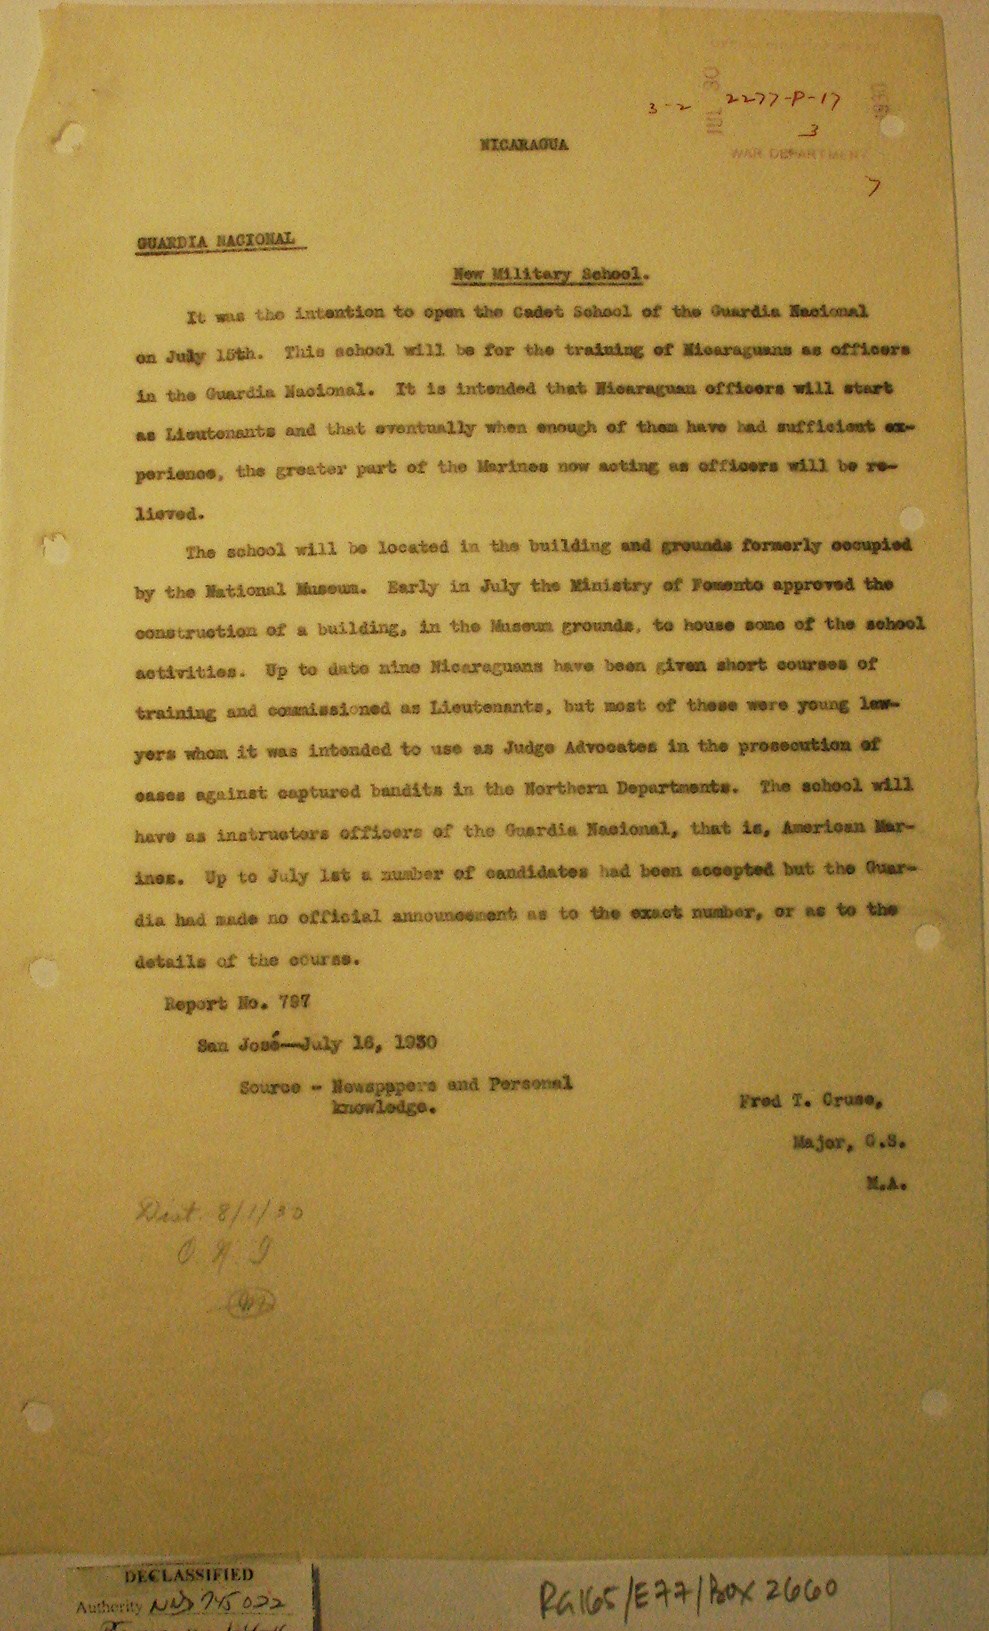 3-2 2277-P-17
3
WAR DEPARTMENT
7
NICARAGUA
GUARDIA NACIONAL
New Military School.
It was the intention to open the Cadet School of the Guardia Nacional
on July 15th. This school will be for the training of Nicaraguans as officers
in the Guardia Nacional. It is intended that Nicaraguan officers will start
as Lieutenants and that eventually when enough of them have had sufficient ex-
perience, the greater part of the Marines now acting as officers will be re-
lieved.
The school will be located in the building and grounds formerly occupied
by the National Museum. Early in July the Ministry of Fomento approved the
construction of a building, in the Museum grounds, to house some of the school
activities. Up to date nine Nicaraguans have been given short courses of
training and commissioned as Lieutenants, but most of these were young law-
yers whom it was intended to use as Judge Advocates in the prosecution of
cases against captured bandits in the Northern Departments. The school will
have as instructors officers of the Guardia Nacional, that is, American Mar-
ines. Up to July 1st a number of candidates had been accepted but the Guar-
dia had made no official announcement as to the exact number, or as to the
details of the course.
Report No. 797
San José—July 16, 1930
Source - Newspppers and Personal
knowledge.
Fred T. Cruse,
Major, G.S.
M.A.
Dist. 8/1/30
O N I
DECLASSIFIED
Authority NND 745022
RG165/E77/Box 2660